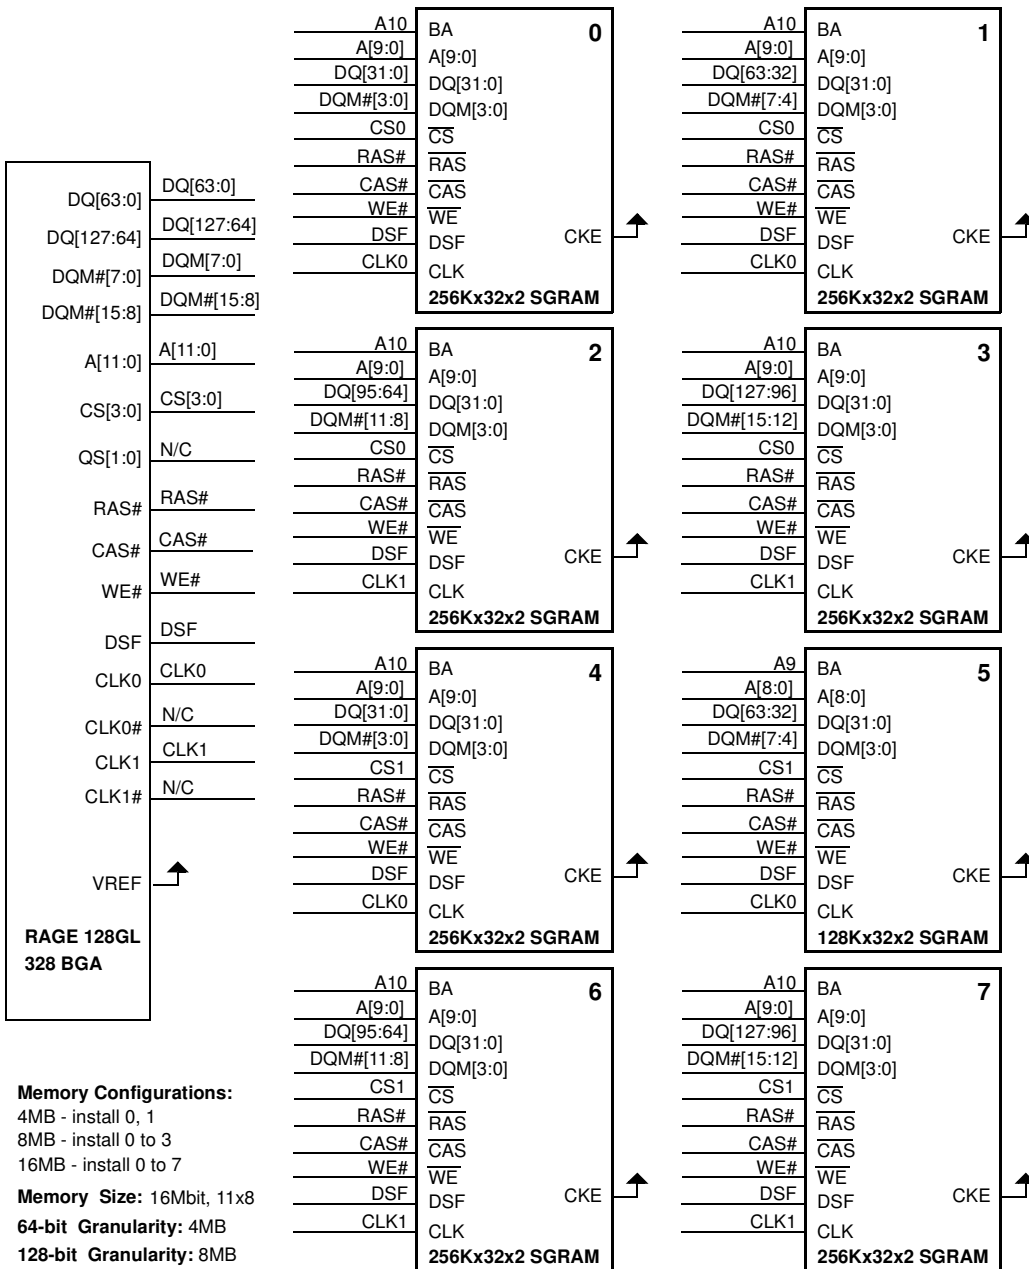 DQ[63:0] DQ[63:0]
DQ[127:64] DQ[127:64]
DQM#[7:0] DQM[7:0]
DQM#[15:8] DQM#[15:8]
A[11:0] A[11:0]
CS[3:0] CS[3:0]
QS[1:0] N/C
RAS# RAS#
CAS# CAS#
WE# WE#
DSF DSF
CLK0 CLK0
CLK0# N/C
CLK1 CLK1
CLK1# N/C
VREF
RAGE 128GL
328 BGA
A10 BA 0
A[9:0] A[9:0]
DQ[31:0] DQ[31:0]
DQM#[3:0] DQM[3:0]
CS0 CS
RAS# RAS
CAS# CAS
WE# WE
DSF DSF CKE
CLK0 CLK
256Kx32x2 SGRAM
A10 BA 1
A[9:0] A[9:0]
DQ[63:32] DQ[31:0]
DQM#[7:4] DQM[3:0]
CS0 CS
RAS# RAS
CAS# CAS
WE# WE
DSF DSF CKE
CLK0 CLK
256Kx32x2 SGRAM
A10 BA 2
A[9:0] A[9:0]
DQ[95:64] DQ[31:0]
DQM#[11:8] DQM[3:0]
CS0 CS
RAS# RAS
CAS# CAS
WE# WE
DSF DSF CKE
CLK1 CLK
256Kx32x2 SGRAM
A10 BA 3
A[9:0] A[9:0]
DQ[127:96] DQ[31:0]
DQM#[15:12] DQM[3:0]
CS0 CS
RAS# RAS
CAS# CAS
WE# WE
DSF DSF CKE
CLK1 CLK
256Kx32x2 SGRAM
A10 BA 4
A[9:0] A[9:0]
DQ[31:0] DQ[31:0]
DQM#[3:0] DQM[3:0]
CS1 CS
RAS# RAS
CAS# CAS
WE# WE
DSF DSF CKE
CLK0 CLK
256Kx32x2 SGRAM
A9 BA 5
A[8:0] A[8:0]
DQ[63:32] DQ[31:0]
DQM#[7:4] DQM[3:0]
CS1 CS
RAS# RAS
CAS# CAS
WE# WE
DSF DSF CKE
CLK0 CLK
128Kx32x2 SGRAM
A10 BA 6
A[9:0] A[9:0]
DQ[95:64] DQ[31:0]
DQM#[11:8] DQM[3:0]
CS1 CS
RAS# RAS
CAS# CAS
WE# WE
DSF DSF CKE
CLK1 CLK
256Kx32x2 SGRAM
A10 BA 7
A[9:0] A[9:0]
DQ[127:96] DQ[31:0]
DQM#[15:12] DQM[3:0]
CS1 CS
RAS# RAS
CAS# CAS
WE# WE
DSF DSF CKE
CLK1 CLK
256Kx32x2 SGRAM
Memory Configurations:
4MB - install 0, 1
8MB - install 0 to 3
16MB - install 0 to 7
Memory Size: 16Mbit, 11x8
64-bit Granularity: 4MB
128-bit Granularity: 8MB